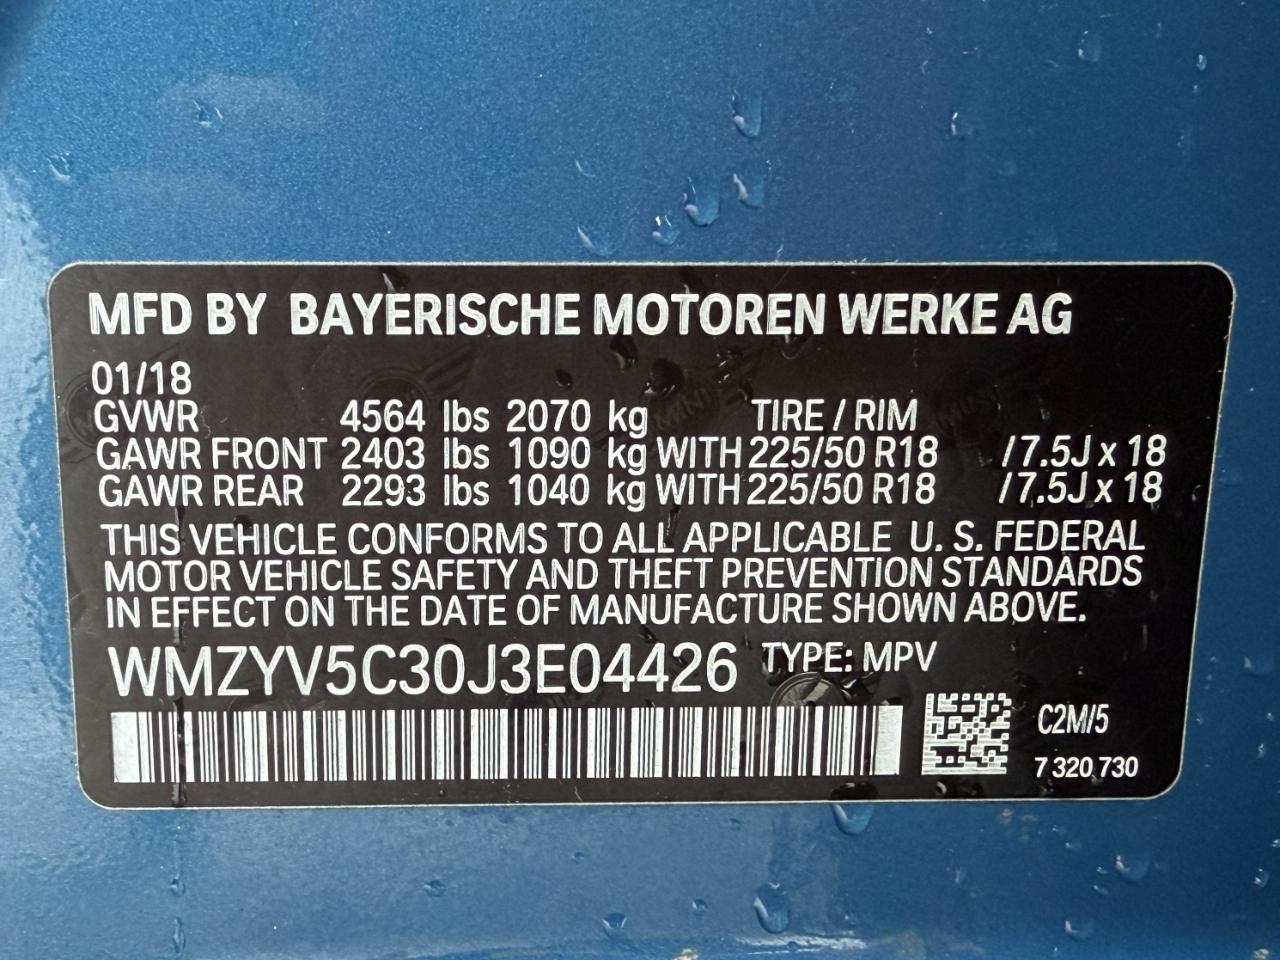 MFD BY BAYERISCHE MOTOREN WERKE AG
01/18
GVWR 4564 lbs 2070 kg TIRE / RIM
GAWR FRONT 2403 lbs 1090 kg WITH 225/50 R18 /7.5J x 18
GAWR REAR 2293 lbs 1040 kg WITH 225/50 R18 /7.5J x 18
THIS VEHICLE CONFORMS TO ALL APPLICABLE U. S. FEDERAL
MOTOR VEHICLE SAFETY AND THEFT PREVENTION STANDARDS
IN EFFECT ON THE DATE OF MANUFACTURE SHOWN ABOVE.
WMZYV5C30J3E04426 TYPE: MPV
C2M/5
7 320 730
MINI